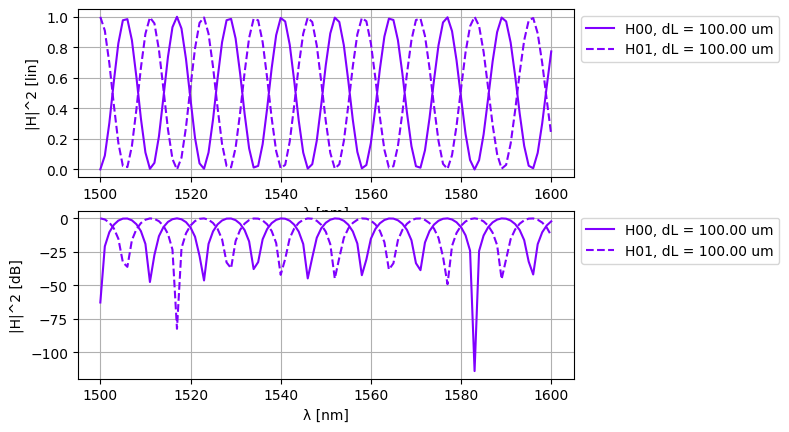 |H|^2 [lin]
1.0
0.8
0.6
0.4
0.2
0.0
1500 1520 1540 1560 1580 1600
λ [nm]
H00, dL = 100.00 um
H01, dL = 100.00 um
|H|^2 [dB]
0
−25
−50
−75
−100
1500 1520 1540 1560 1580 1600
λ [nm]
H00, dL = 100.00 um
H01, dL = 100.00 um